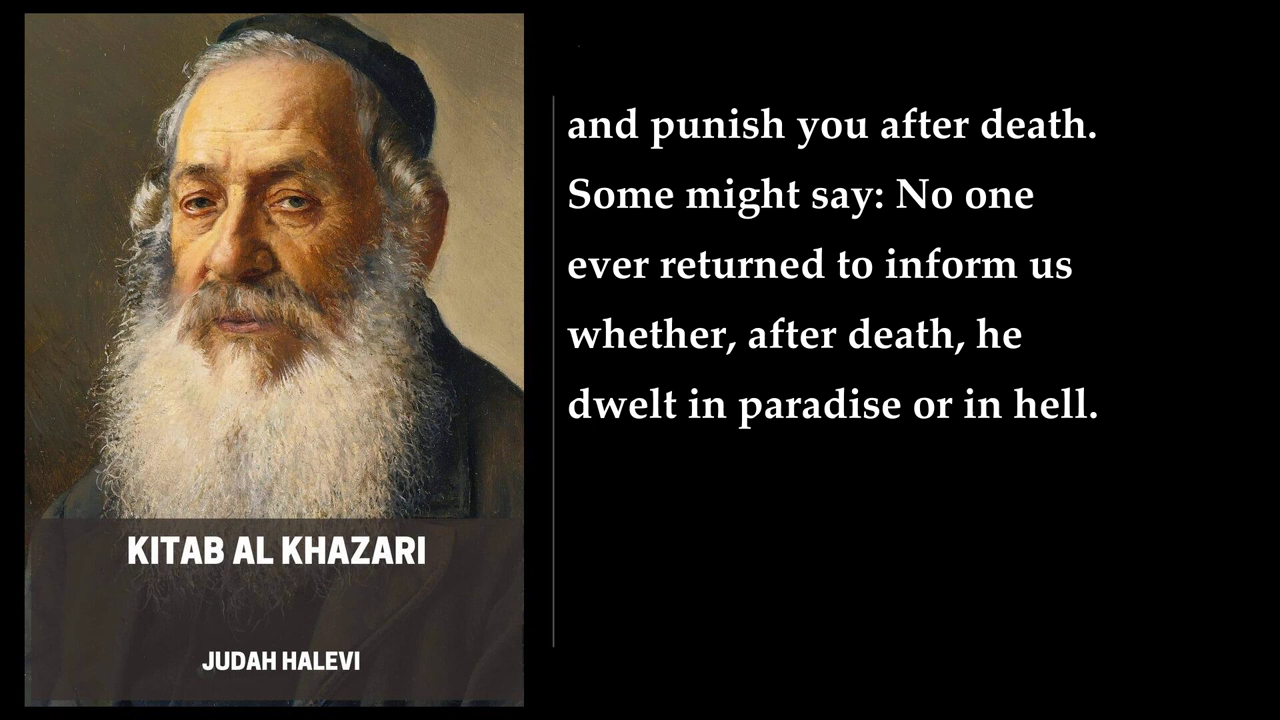 and punish you after death.
Some might say: No one
ever returned to inform us
whether, after death, he
dwelt in paradise or in hell.
KITAB AL KHAZARI
JUDAH HALEVI